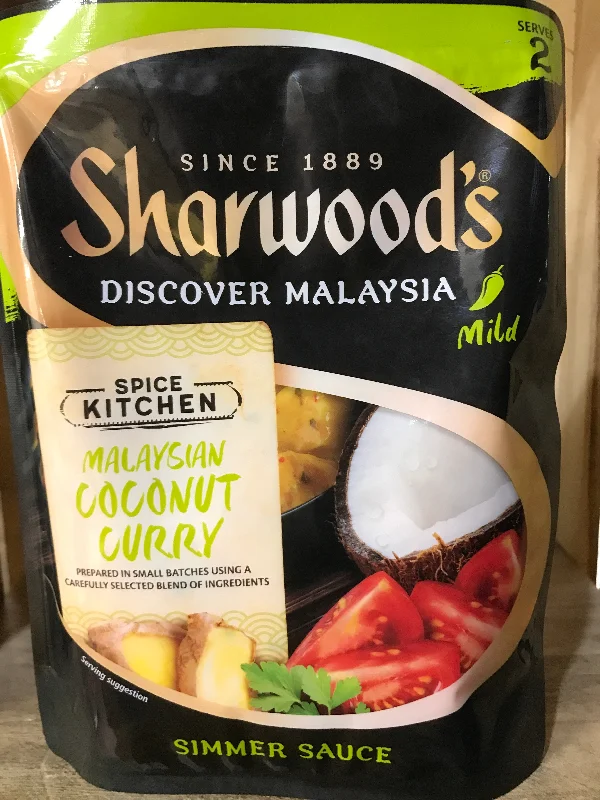 SERVES
2
SINCE 1889
Sharwood's®
DISCOVER MALAYSIA
Mild
SPICE
KITCHEN
MALAYSIAN
COCONUT
CURRY
PREPARED IN SMALL BATCHES USING A
CAREFULLY SELECTED BLEND OF INGREDIENTS
Serving suggestion
SIMMER SAUCE